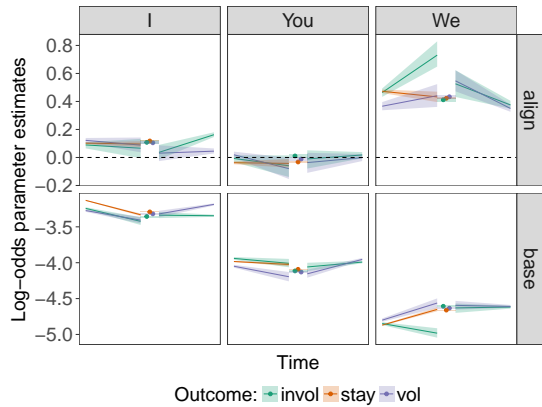 I You We
Log−odds parameter estimates
0.8
0.6
0.4
0.2
0.0
−0.2
align
−3.5
−4.0
−4.5
−5.0
base
Time
Outcome: invol stay vol